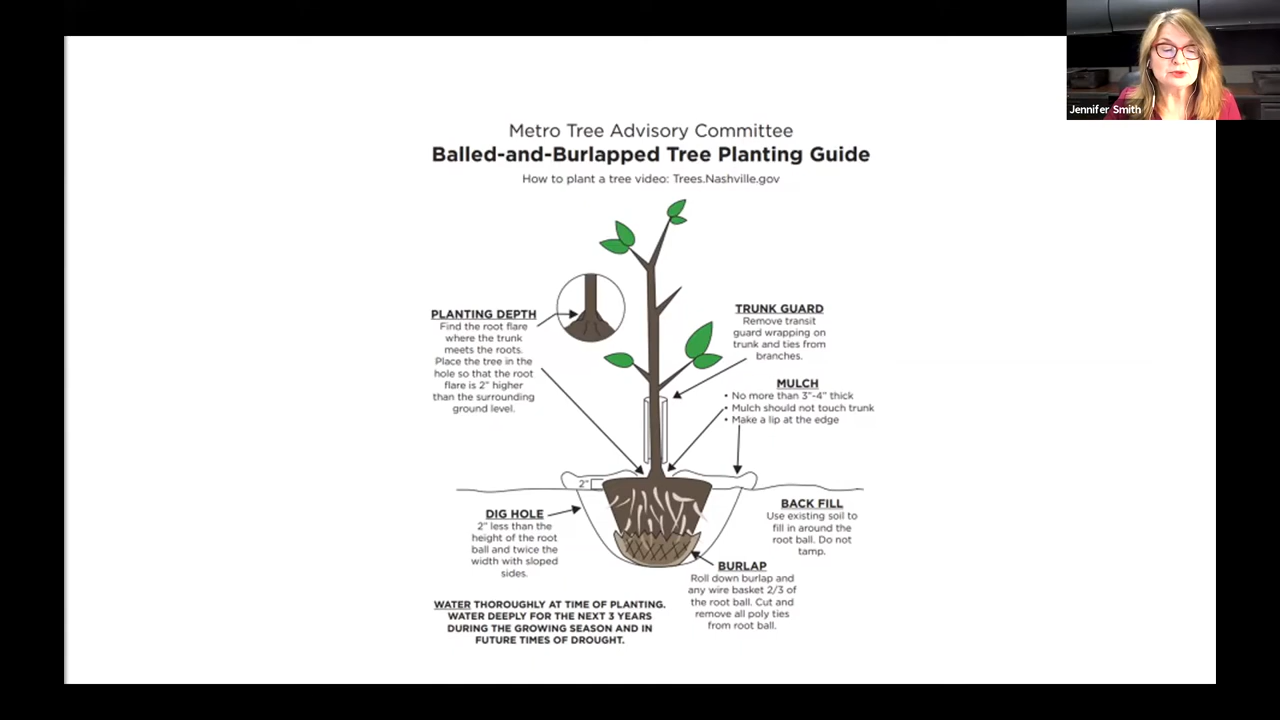 Jennifer Smith
Metro Tree Advisory Committee
Balled-and-Burlapped Tree Planting Guide
How to plant a tree video: Trees.Nashville.gov
PLANTING DEPTH
Find the root flare
where the trunk
meets the roots.
Place the tree in the
hole so that the root
flare is 2" higher
than the surrounding
ground level.
TRUNK GUARD
Remove transit
guard wrapping on
trunk and ties from
branches.
MULCH
• No more than 3"-4" thick
• Mulch should not touch trunk
• Make a lip at the edge
2"
DIG HOLE
2" less than the
height of the root
ball and twice the
width with sloped
sides.
BACK FILL
Use existing soil to
fill in around the
root ball. Do not
tamp.
BURLAP
Roll down burlap and
any wire basket 2/3 of
the root ball. Cut and
remove all poly ties
from root ball.
WATER THOROUGHLY AT TIME OF PLANTING.
WATER DEEPLY FOR THE NEXT 3 YEARS
DURING THE GROWING SEASON AND IN
FUTURE TIMES OF DROUGHT.